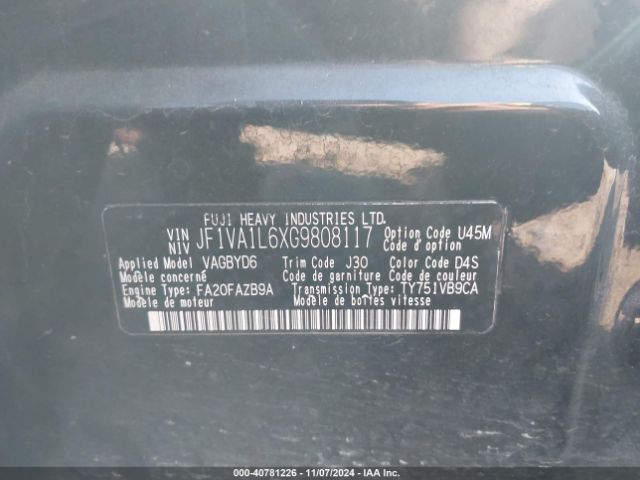 FUJI HEAVY INDUSTRIES LTD.
VIN NIV JF1VA1L6XG9808117 Option Code U45M
Code d'option
Applied Model VAGBYD6 Trim Code J30 Color Code D4S
Modèle concerné Code de garniture Code de couleur
Engine Type: FA20FAZB9A Transmission Type: TY751VB9CA
Modèle de moteur Modèle de boîtes vitesse
000-40781226 - 11/07/2024 - IAA Inc.